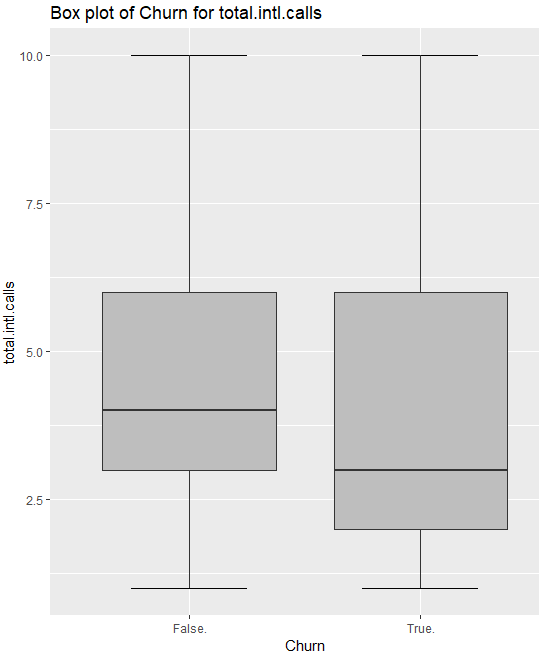 Box plot of Churn for total.intl.calls
total.intl.calls
10.0
7.5
5.0
2.5
False.
True.
Churn